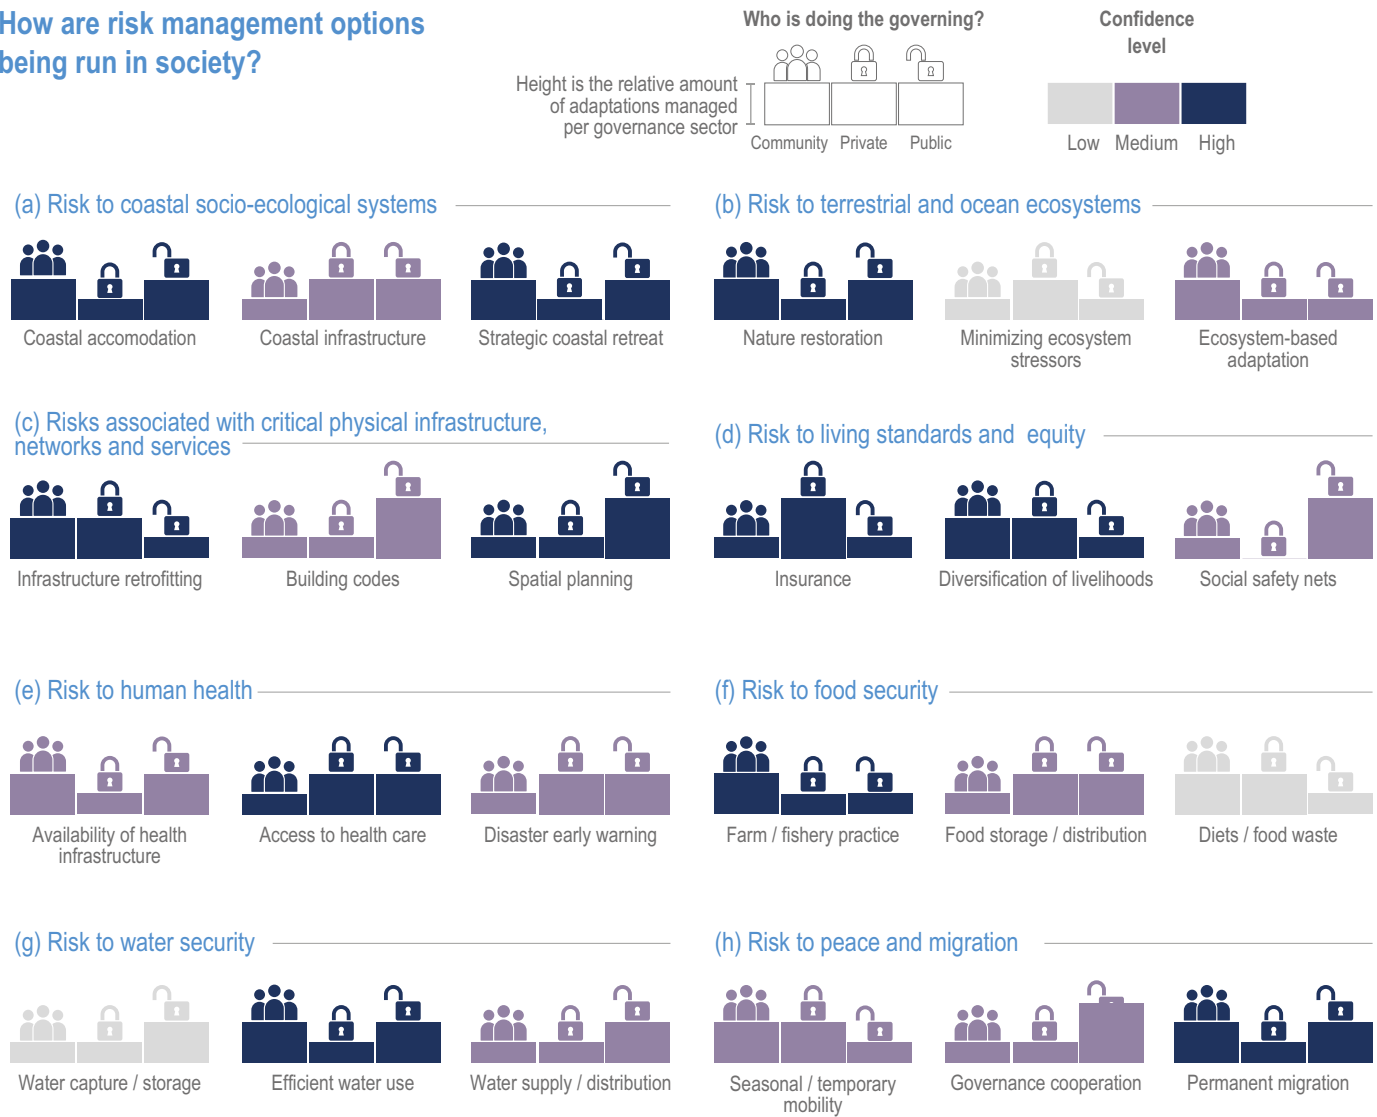 How are risk management options
being run in society?
Who is doing the governing?
Height is the relative amount
of adaptations managed
per governance sector
Community Private Public
Confidence
level
Low Medium High
(a) Risk to coastal socio-ecological systems
Coastal accomodation
Coastal infrastructure
Strategic coastal retreat
(b) Risk to terrestrial and ocean ecosystems
Nature restoration
Minimizing ecosystem
stressors
Ecosystem-based
adaptation
(c) Risks associated with critical physical infrastructure,
networks and services
Infrastructure retrofitting
Building codes
Spatial planning
(d) Risk to living standards and equity
Insurance
Diversification of livelihoods
Social safety nets
(e) Risk to human health
Availability of health
infrastructure
Access to health care
Disaster early warning
(f) Risk to food security
Farm / fishery practice
Food storage / distribution
Diets / food waste
(g) Risk to water security
Water capture / storage
Efficient water use
Water supply / distribution
(h) Risk to peace and migration
Seasonal / temporary
mobility
Governance cooperation
Permanent migration